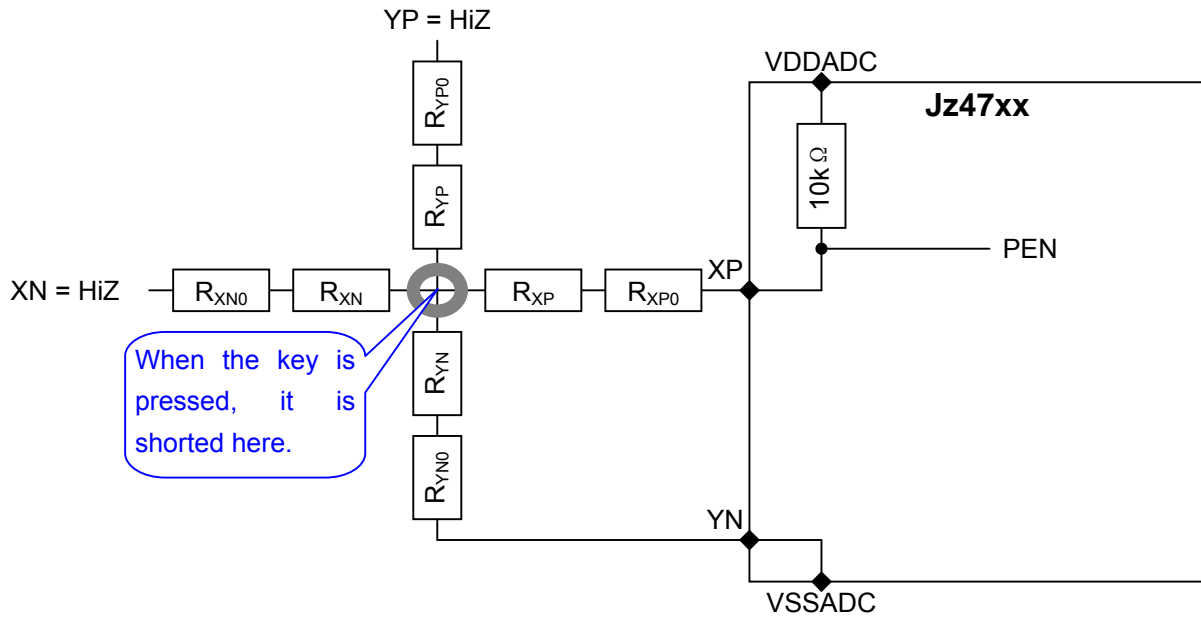 YP = HiZ
VDDADC
Jz47xx
RYP0
10k Ω
RYP
PEN
XP
XN = HiZ
RXN0
RXN
RXP
RXP0
When the key is
pressed, it is
shorted here.
RYN
RYN0
YN
VSSADC